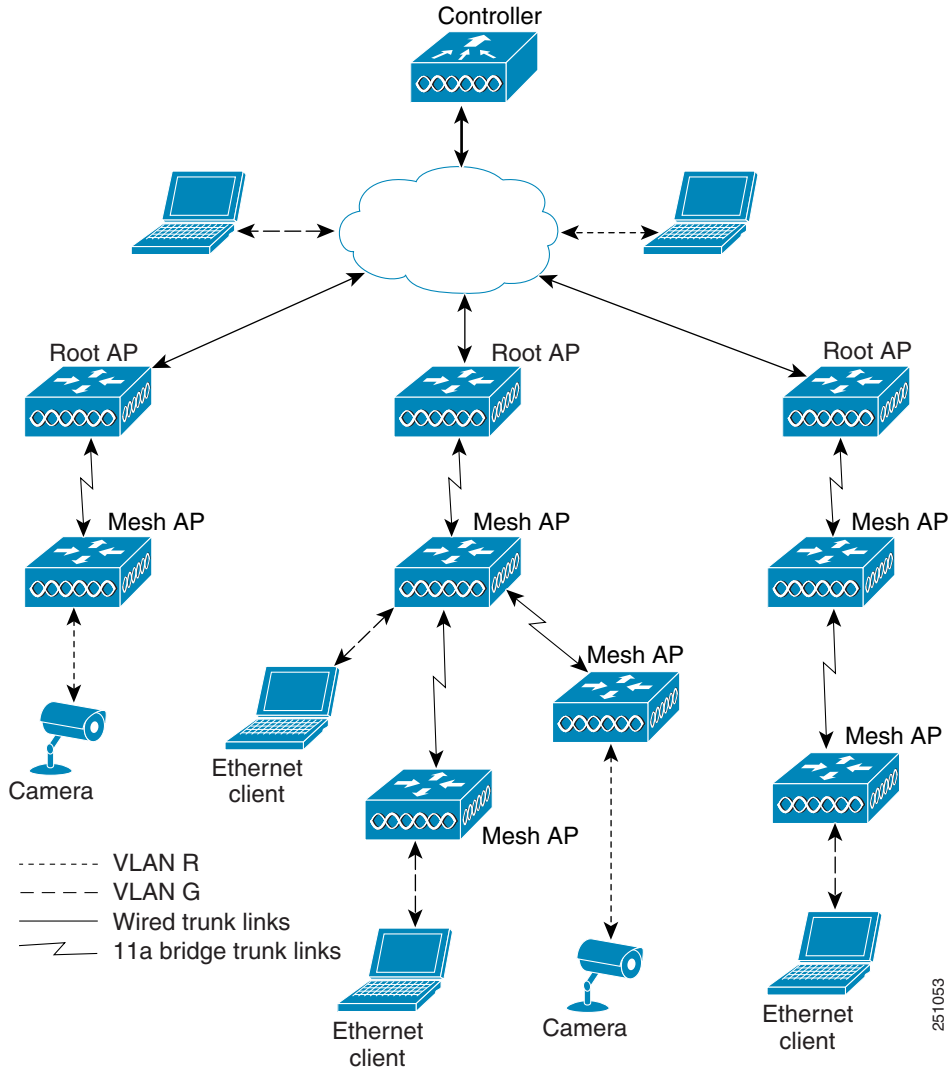 Controller
Root AP
Root AP
Root AP
Mesh AP
Mesh AP
Mesh AP
Mesh AP
Mesh AP
Camera
Ethernet
client
Mesh AP
VLAN R
VLAN G
Wired trunk links
11a bridge trunk links
Ethernet
client
Camera
Ethernet
client
251053